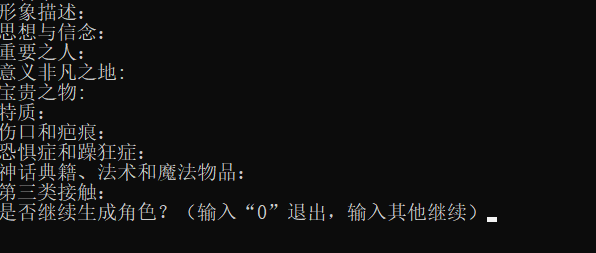 形象描述：
思想与信念：
重要之人：
意义非凡之地：
宝贵之物：
特质：
伤口和疤痕：
恐惧症和躁狂症：
神话典籍、法术和魔法物品：
第三类接触：
是否继续生成角色？（输入“0”退出，输入其他继续）